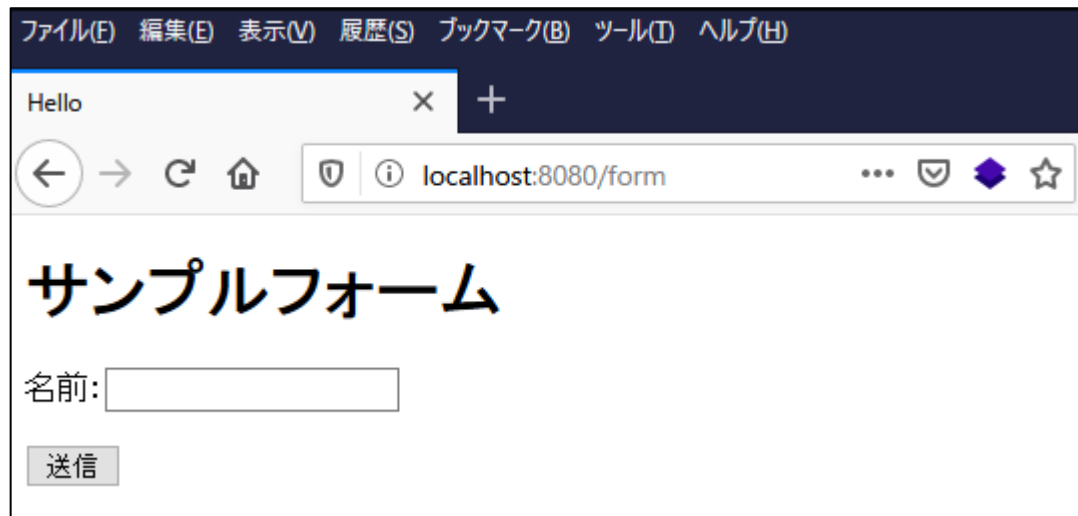 ファイル(F) 編集(E) 表示(V) 履歴(S) ブックマーク(B) ツール(T) ヘルプ(H)
Hello
localhost:8080/form
サンプルフォーム
名前:
送信